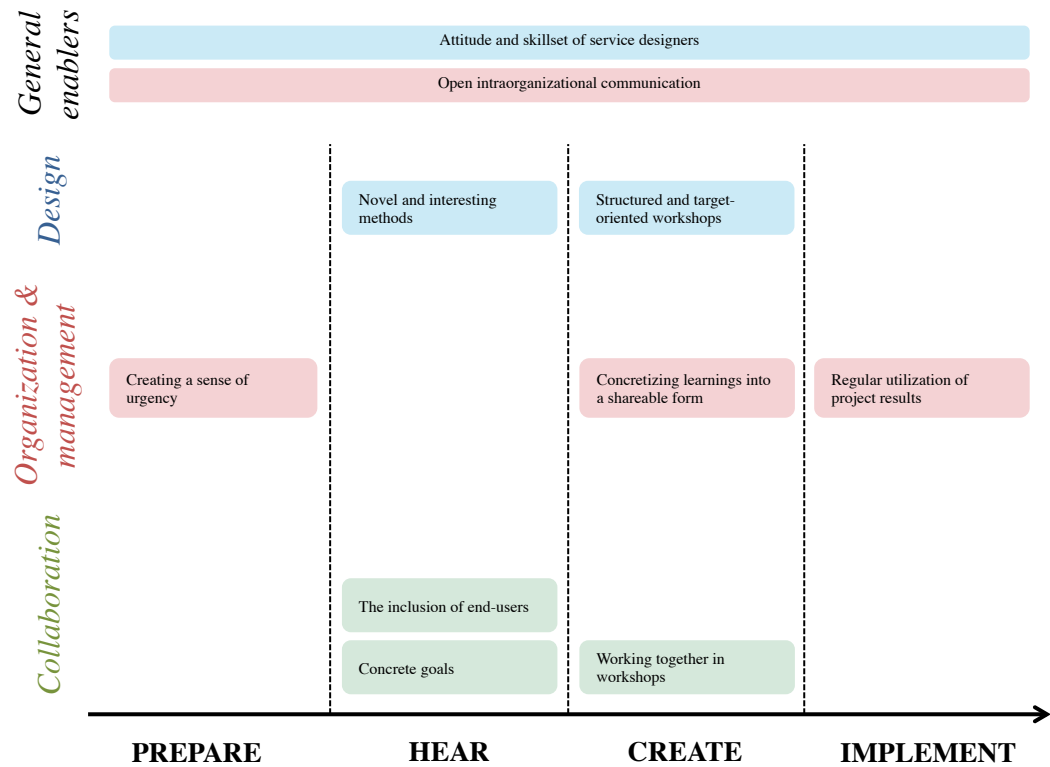 General
enablers
Attitude and skillset of service designers
Open intraorganizational communication
Design
Novel and interesting
methods
Structured and target-
oriented workshops
Organization &
management
Creating a sense of
urgency
Concretizing learnings into
a shareable form
Regular utilization of
project results
Collaboration
The inclusion of end-users
Concrete goals
Working together in
workshops
PREPARE
HEAR
CREATE
IMPLEMENT